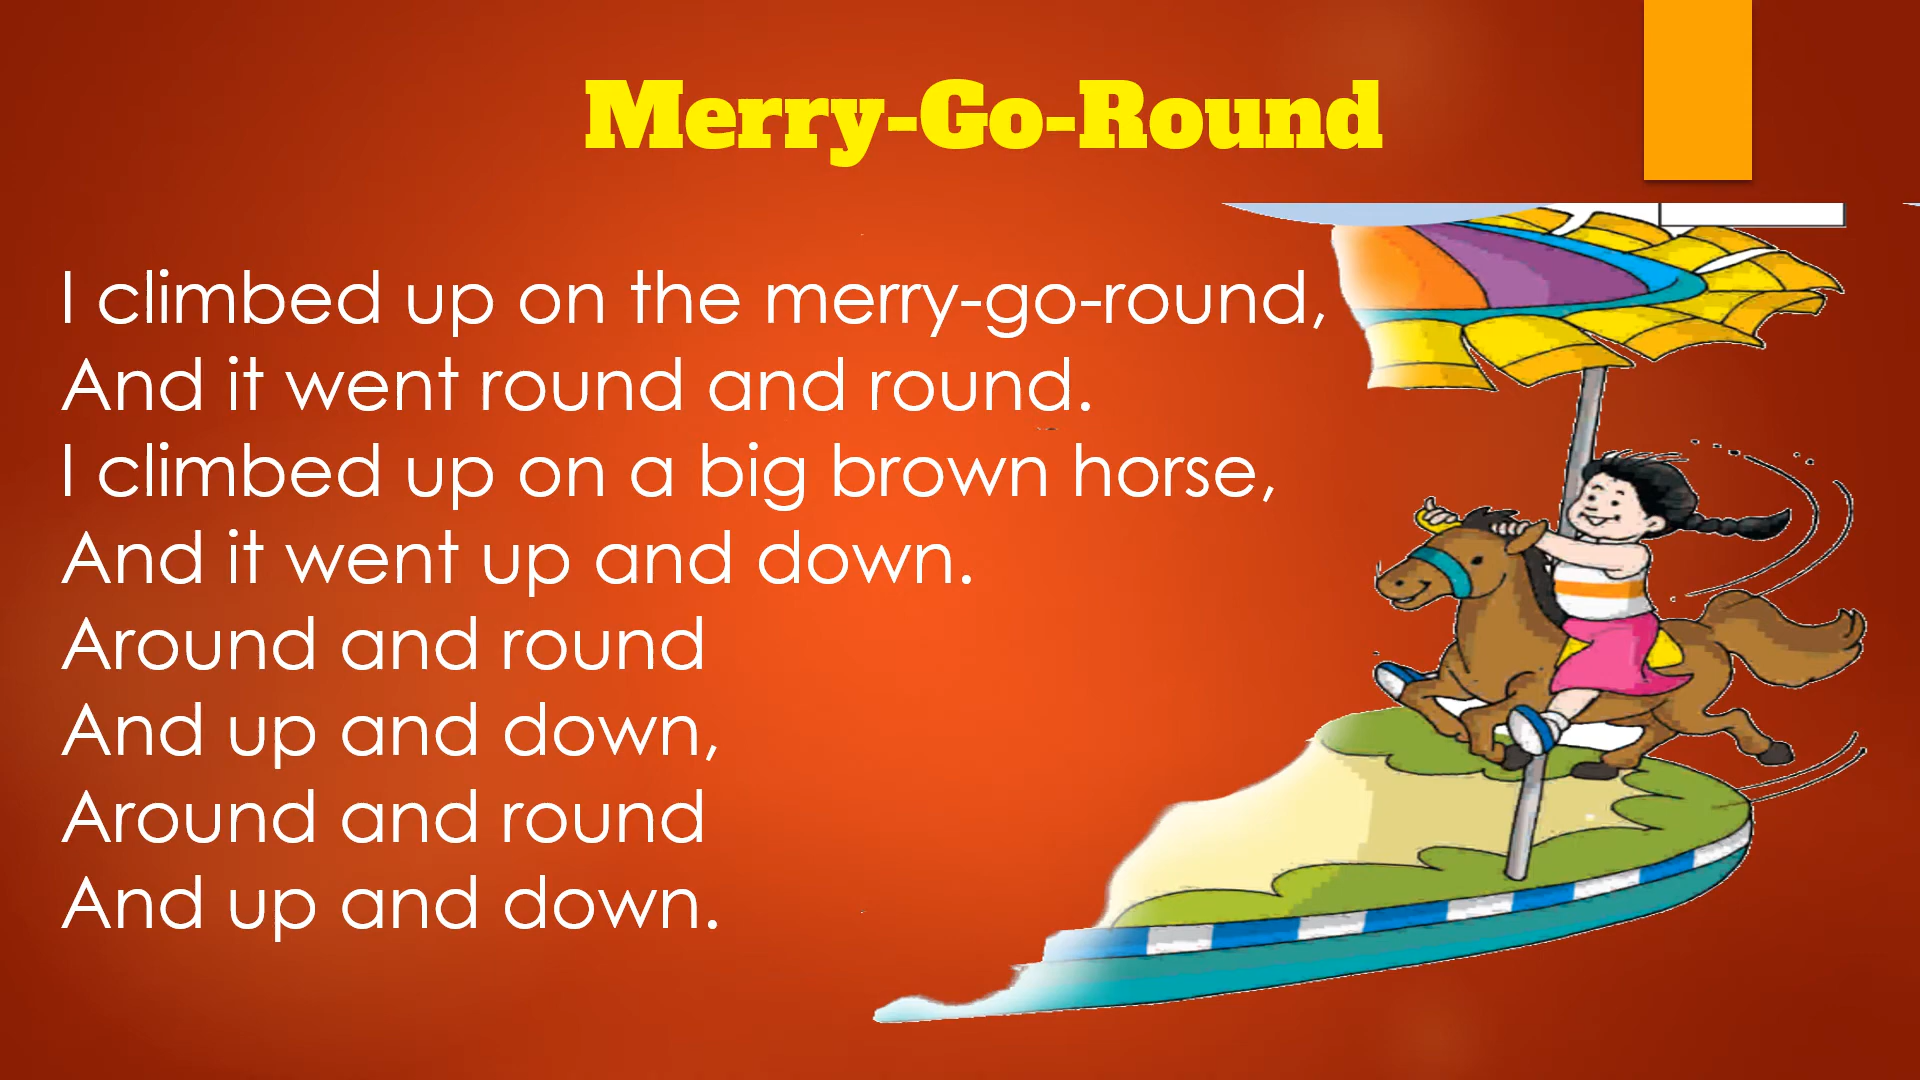 Merry-Go-Round
I climbed up on the merry-go-round,
And it went round and round.
I climbed up on a big brown horse,
And it went up and down.
Around and round
And up and down,
Around and round
And up and down.